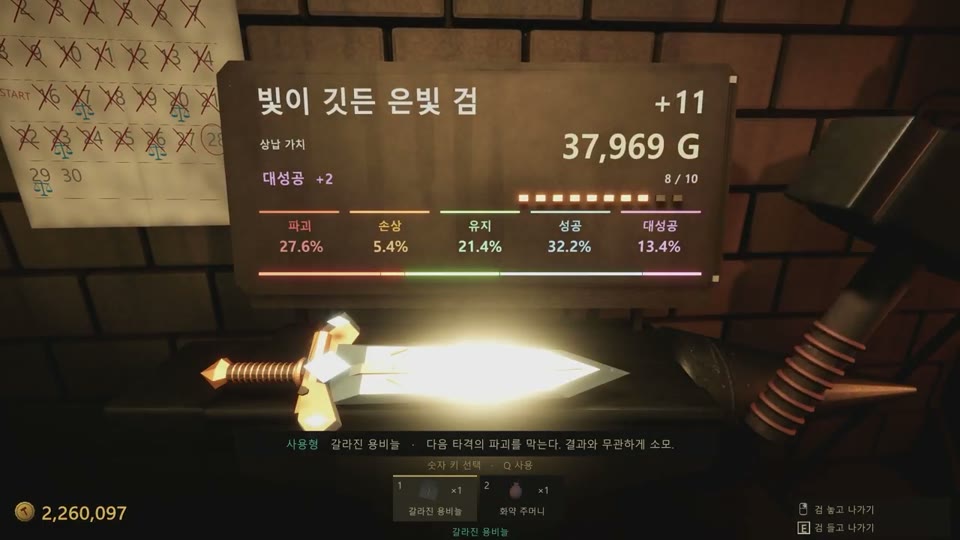 START
28
29 30
빛이 깃든 은빛 검 +11
상납 가치 37,969 G
대성공 +2 8 / 10
파괴 손상 유지 성공 대성공
27.6% 5.4% 21.4% 32.2% 13.4%
사용형 갈라진 용비늘 · 다음 타격의 파괴를 막는다. 결과와 무관하게 소모.
숫자 키 선택 · Q 사용
1 ×1 2 ×1
갈라진 용비늘 화약 주머니
갈라진 용비늘
2,260,097
검 놓고 나가기
E 검 들고 나가기